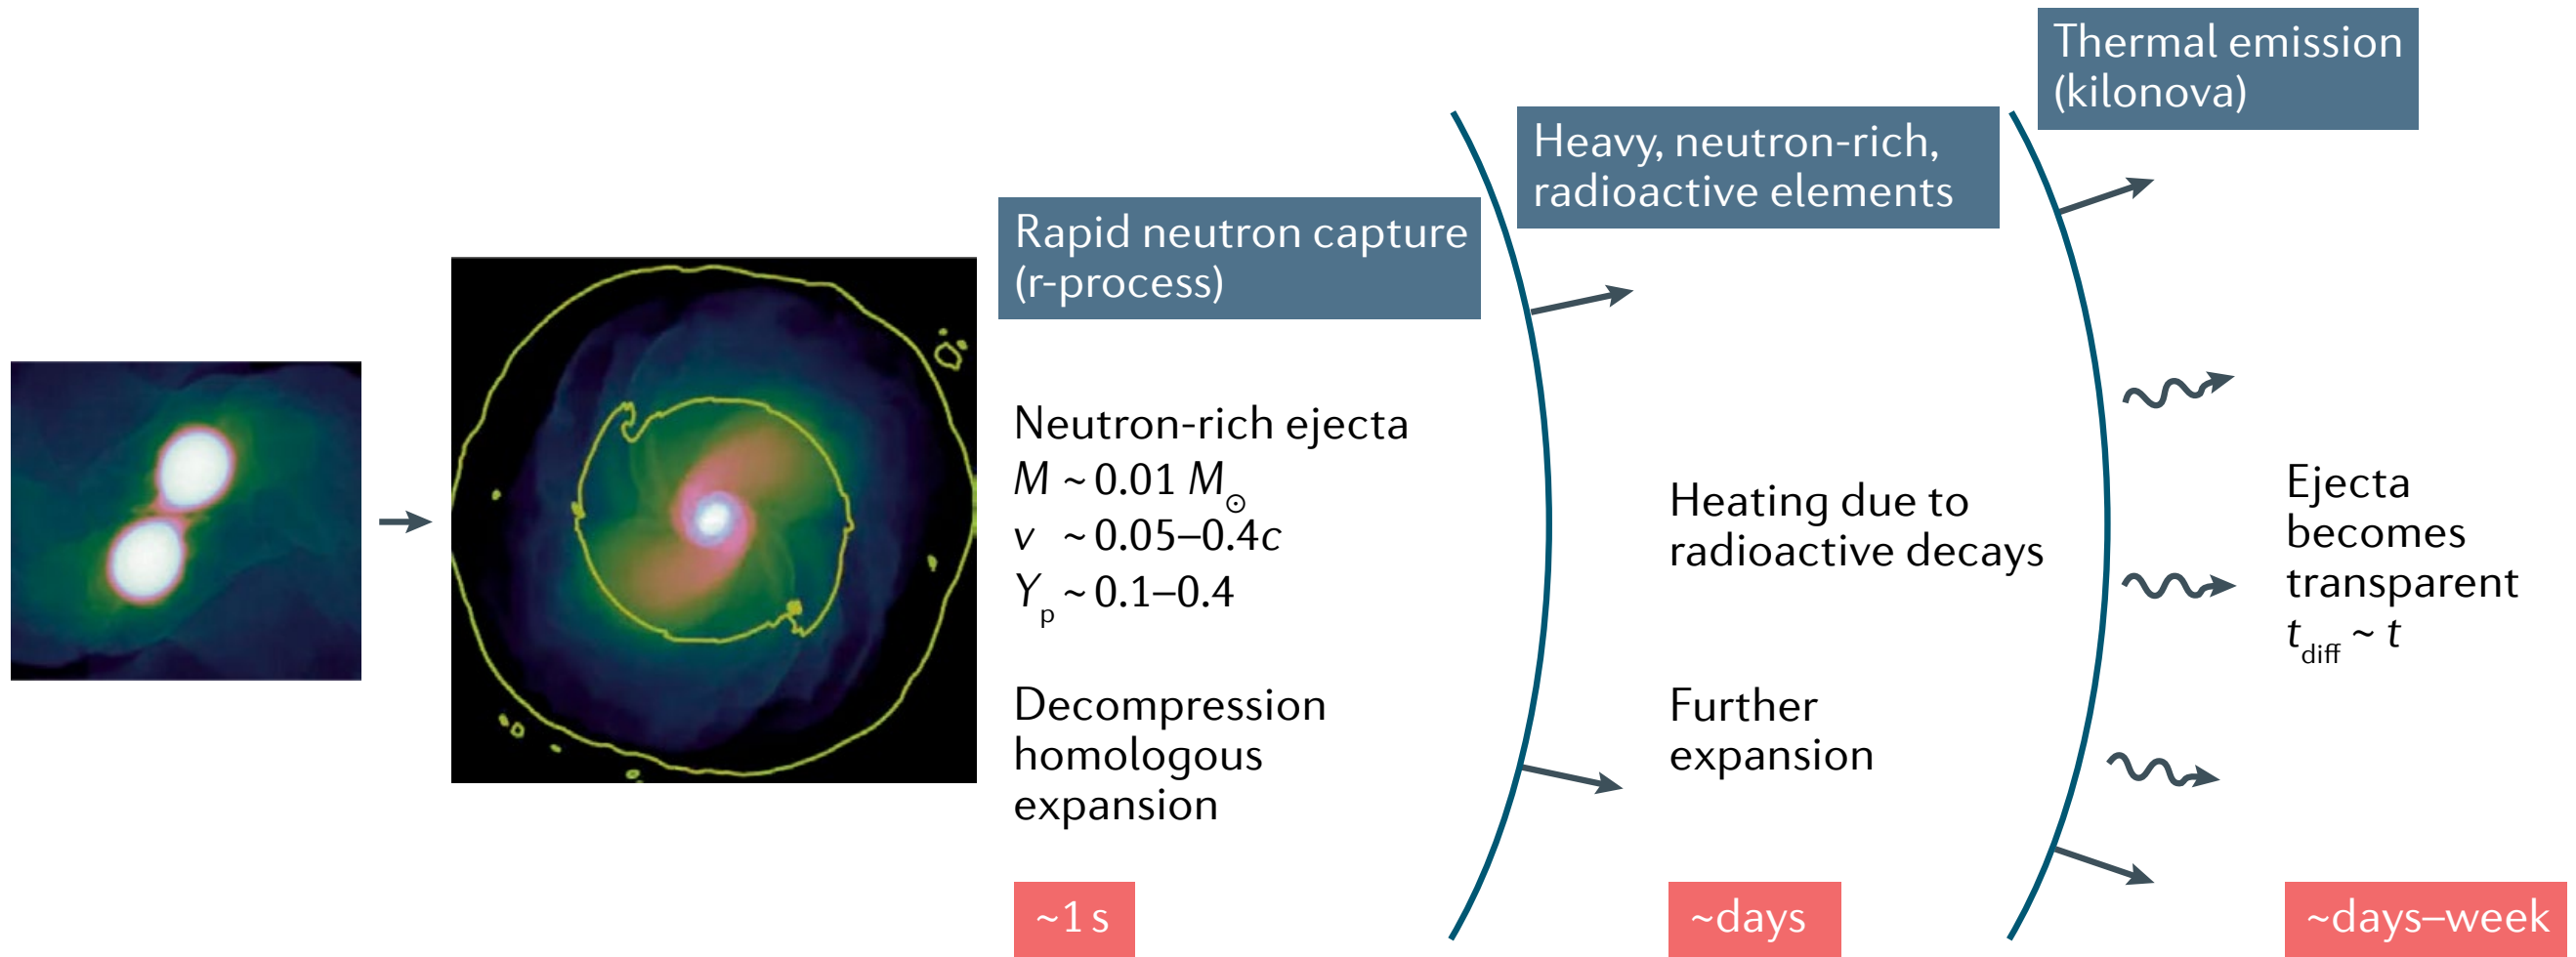 Rapid neutron capture
(r-process)
Neutron-rich ejecta
M ~ 0.01 M⊙
v ~ 0.05–0.4c
Yp ~ 0.1–0.4
Decompression
homologous
expansion
~1 s
Heavy, neutron-rich,
radioactive elements
Heating due to
radioactive decays
Further
expansion
~days
Thermal emission
(kilonova)
Ejecta
becomes
transparent
tdiff ~ t
~days–week